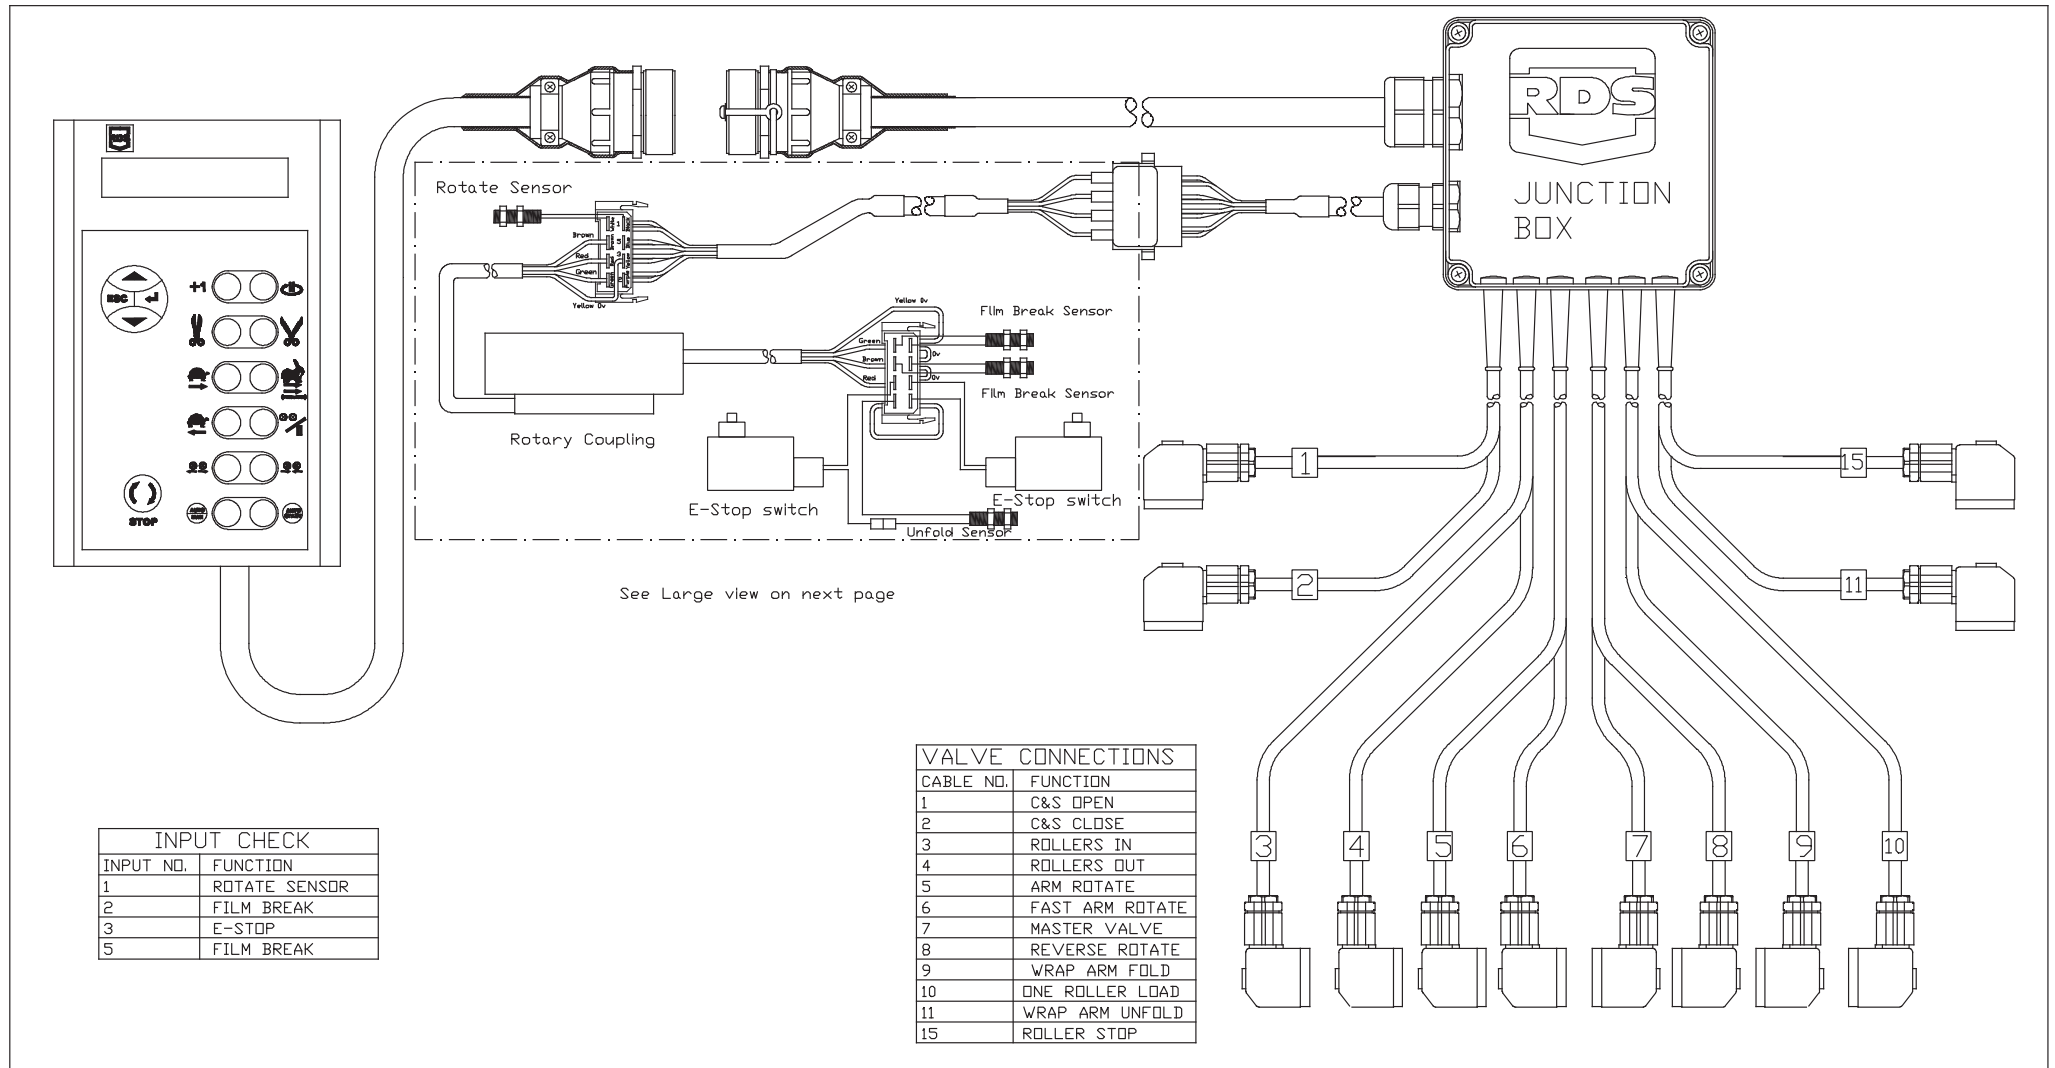 RDS
RDS
JUNCTION
BOX
Rotate Sensor
Brown
Red
Green
Yellow 0v
Yellow 0v
Green
Brown
Red
0v
0v
Film Break Sensor
Film Break Sensor
Rotary Coupling
E-Stop switch
E-Stop switch
Unfold Sensor
ESC
+1
STOP
See Large view on next page
1
15
2
11
3
4
5
6
7
8
9
10
VALVE CONNECTIONS
CABLE NO. FUNCTION
1 C&S OPEN
2 C&S CLOSE
3 ROLLERS IN
4 ROLLERS OUT
5 ARM ROTATE
6 FAST ARM ROTATE
7 MASTER VALVE
8 REVERSE ROTATE
9 WRAP ARM FOLD
10 ONE ROLLER LOAD
11 WRAP ARM UNFOLD
15 ROLLER STOP
INPUT CHECK
INPUT NO. FUNCTION
1 ROTATE SENSOR
2 FILM BREAK
3 E-STOP
5 FILM BREAK